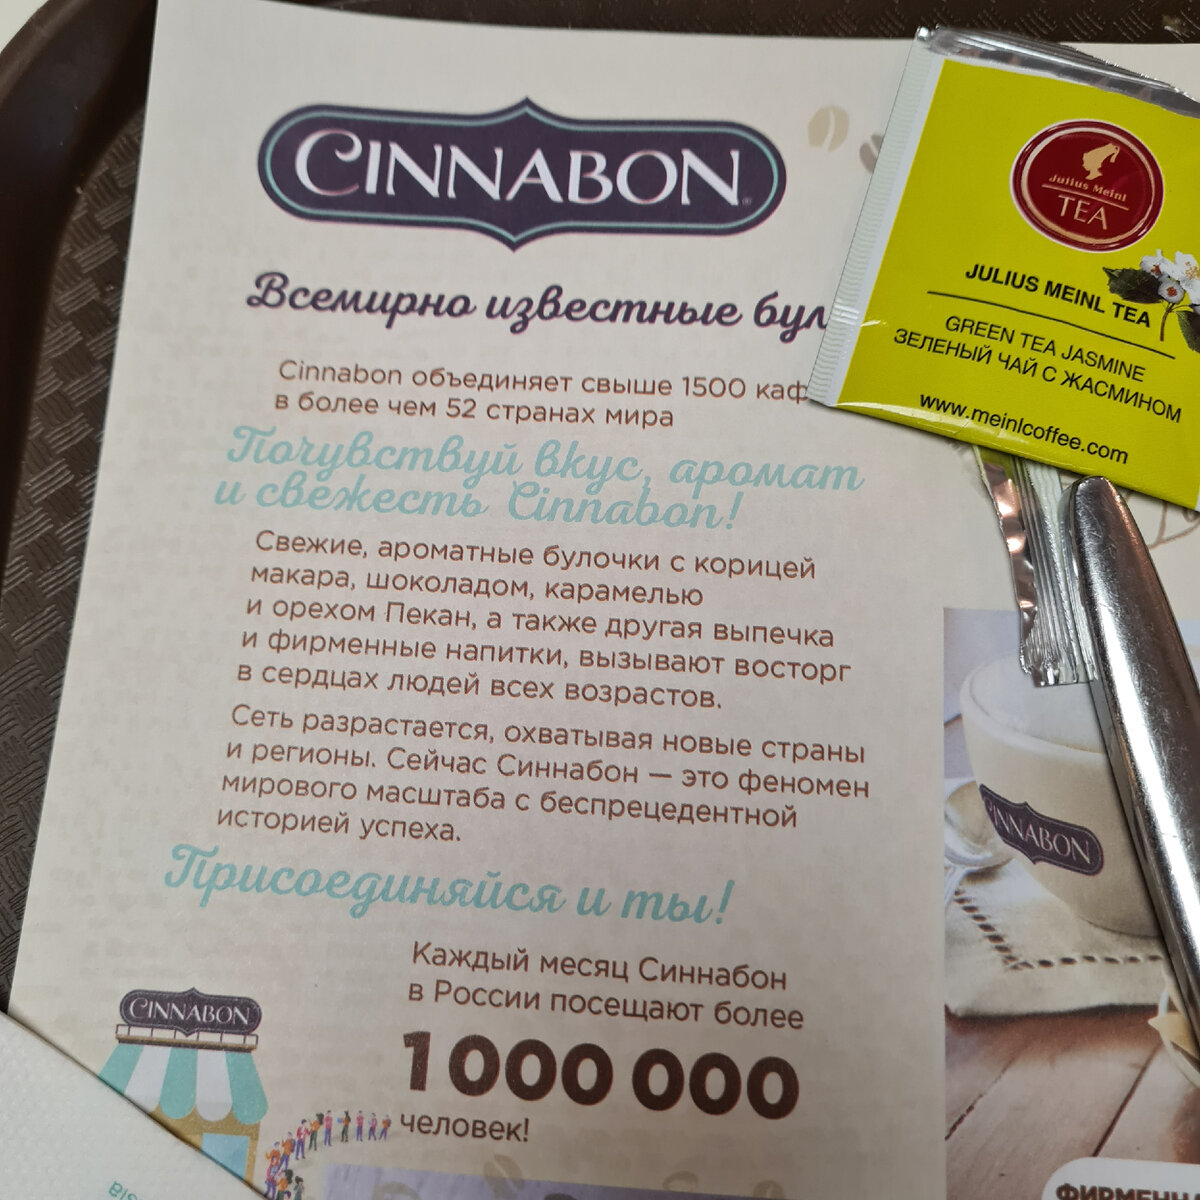 CINNABON
Всемирно известные бул
Cinnabon объединяет свыше 1500 каф
в более чем 52 странах мира
Почувствуй вкус, аромат
и свежесть Cinnabon!
Свежие, ароматные булочки с корицей
макара, шоколадом, карамелью
и орехом Пекан, а также другая выпечка
и фирменные напитки, вызывают восторг
в сердцах людей всех возрастов.
Сеть разрастается, охватывая новые страны
и регионы. Сейчас Синнабон — это феномен
мирового масштаба с беспрецедентной
историей успеха.
Присоединяйся и ты!
Каждый месяц Синнабон
в России посещают более
1 000 000
человек!
CINNABON
Julius Meinl
TEA
JULIUS MEINL TEA
GREEN TEA JASMINE
ЗЕЛЕНЫЙ ЧАЙ С ЖАСМИНОМ
www.meinlcoffee.com
CINNABON